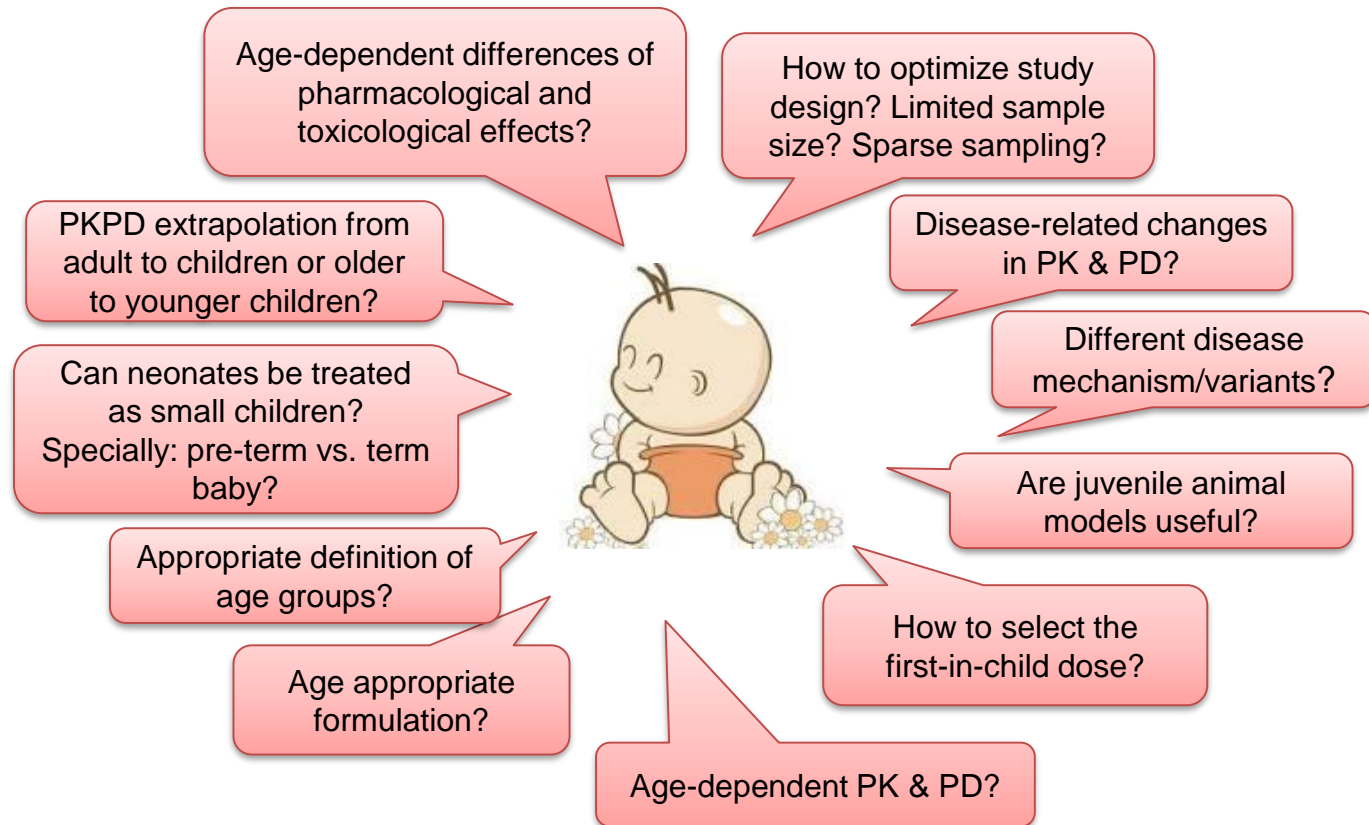 Age-dependent differences of
pharmacological and
toxicological effects?
How to optimize study
design? Limited sample
size? Sparse sampling?
PKPD extrapolation from
adult to children or older
to younger children?
Disease-related changes
in PK & PD?
Different disease
mechanism/variants?
Can neonates be treated
as small children?
Specially: pre-term vs. term
baby?
Are juvenile animal
models useful?
Appropriate definition of
age groups?
How to select the
first-in-child dose?
Age appropriate
formulation?
Age-dependent PK & PD?